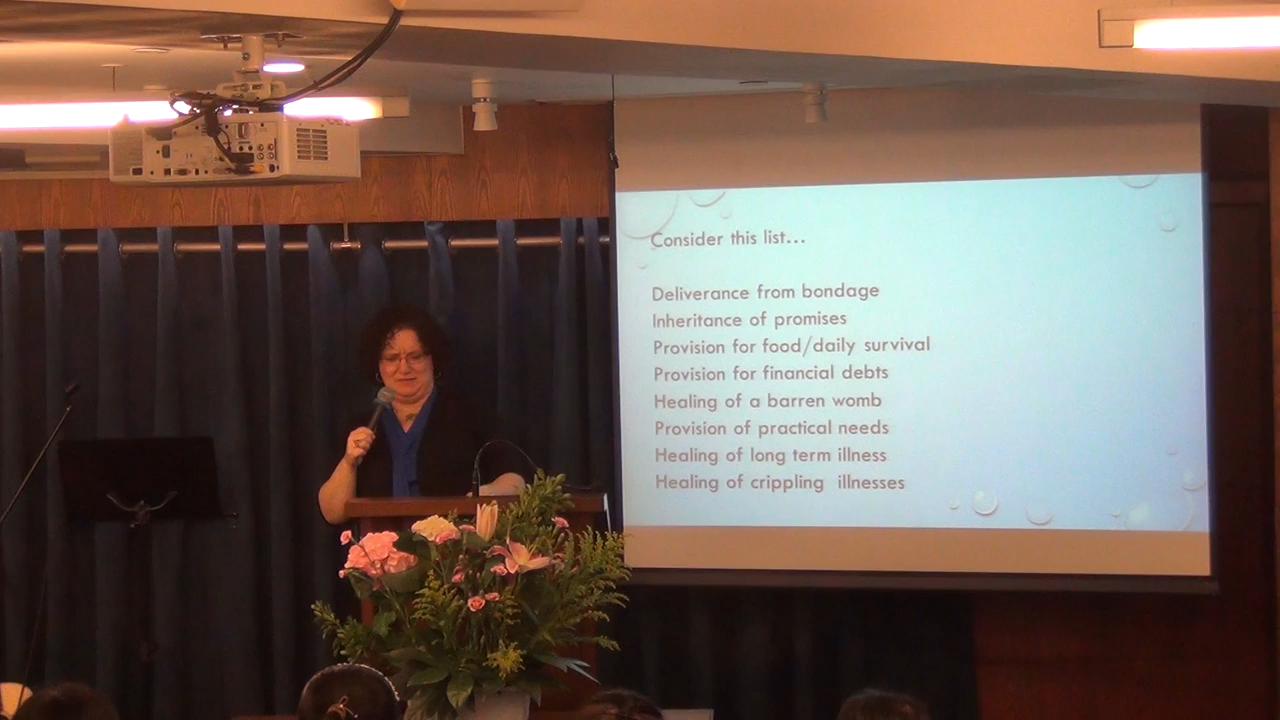 Consider this list...
Deliverance from bondage
Inheritance of promises
Provision for food/daily survival
Provision for financial debts
Healing of a barren womb
Provision of practical needs
Healing of long term illness
Healing of crippling illnesses